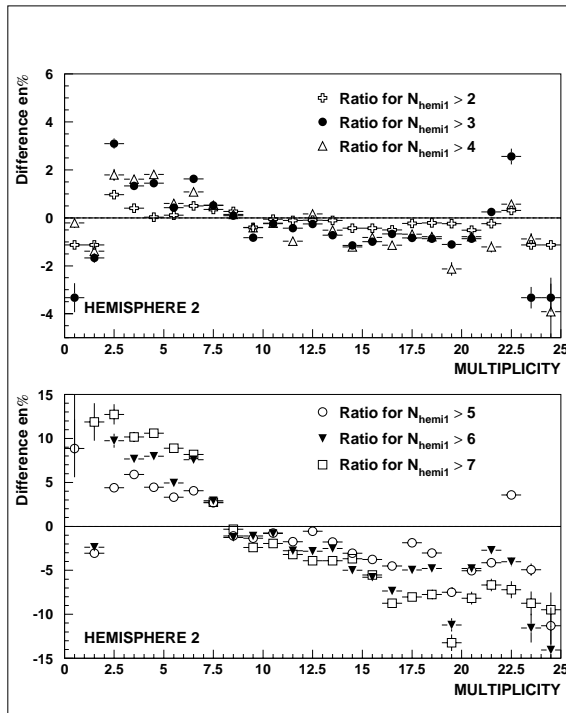 Difference en%
6
4
2
0
-2
-4
Ratio for N_hemi1 > 2
Ratio for N_hemi1 > 3
Ratio for N_hemi1 > 4
HEMISPHERE 2
0 2.5 5 7.5 10 12.5 15 17.5 20 22.5 25
MULTIPLICITY
Difference en%
15
10
5
0
-5
-10
-15
Ratio for N_hemi1 > 5
Ratio for N_hemi1 > 6
Ratio for N_hemi1 > 7
HEMISPHERE 2
0 2.5 5 7.5 10 12.5 15 17.5 20 22.5 25
MULTIPLICITY